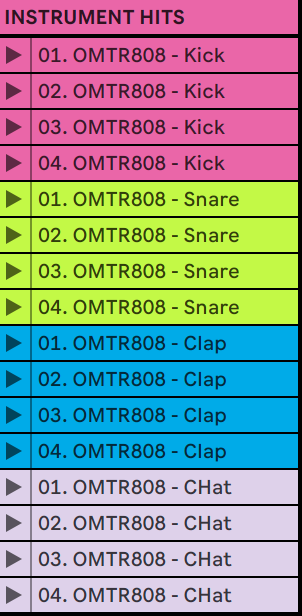 INSTRUMENT HITS
01. OMTR808 - Kick
02. OMTR808 - Kick
03. OMTR808 - Kick
04. OMTR808 - Kick
01. OMTR808 - Snare
02. OMTR808 - Snare
03. OMTR808 - Snare
04. OMTR808 - Snare
01. OMTR808 - Clap
02. OMTR808 - Clap
03. OMTR808 - Clap
04. OMTR808 - Clap
01. OMTR808 - CHat
02. OMTR808 - CHat
03. OMTR808 - CHat
04. OMTR808 - CHat